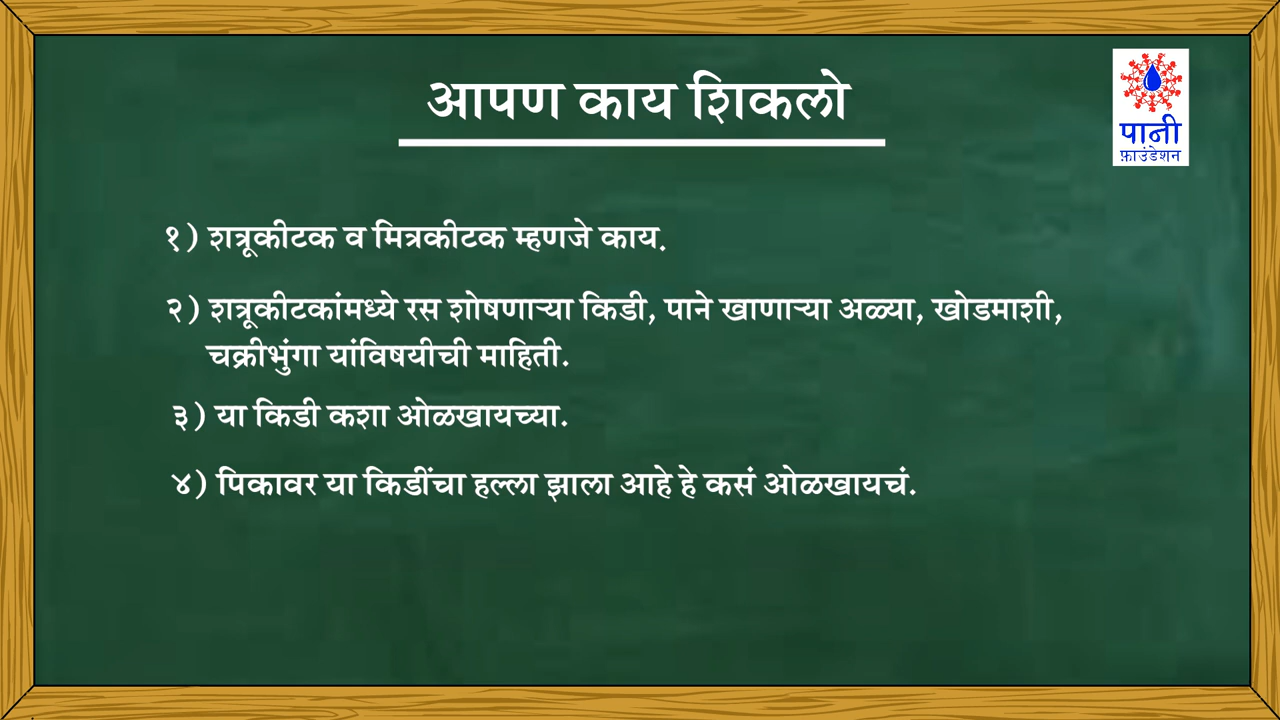 आपण काय शिकलो
पानी
फ़ाउंडेशन
१) शत्रूकीटक व मित्रकीटक म्हणजे काय.
२) शत्रूकीटकांमध्ये रस शोषणाऱ्या किडी, पाने खाणाऱ्या अळ्या, खोडमाशी,
चक्रीभुंगा यांविषयीची माहिती.
३) या किडी कशा ओळखायच्या.
४) पिकावर या किडींचा हल्ला झाला आहे हे कसं ओळखायचं.